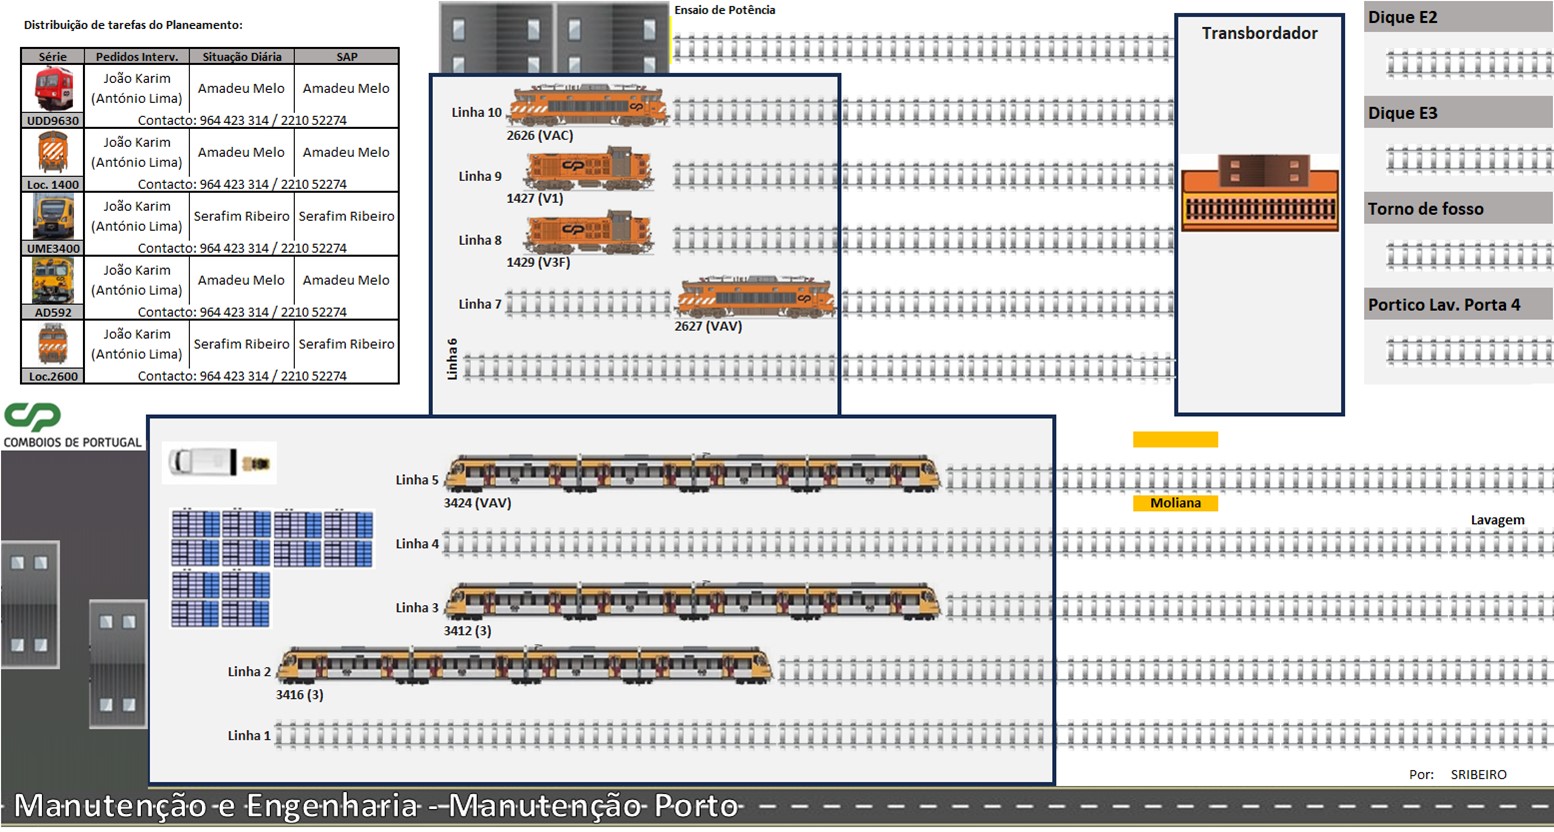 Distribuição de tarefas do Planeamento:
Série Pedidos Interv. Situação Diária SAP
João Karim
(António Lima) Amadeu Melo Amadeu Melo
UDD9630 Contacto: 964 423 314 / 2210 52274
João Karim
(António Lima) Amadeu Melo Amadeu Melo
Loc. 1400 Contacto: 964 423 314 / 2210 52274
João Karim
(António Lima) Serafim Ribeiro Serafim Ribeiro
UME3400 Contacto: 964 423 314 / 2210 52274
João Karim
(António Lima) Amadeu Melo Amadeu Melo
AD592 Contacto: 964 423 314 / 2210 52274
João Karim
(António Lima) Serafim Ribeiro Serafim Ribeiro
Loc.2600 Contacto: 964 423 314 / 2210 52274
CP
COMBOIOS DE PORTUGAL
Ensaio de Potência
Linha 10
2626 (VAC)
Linha 9
1427 (V1)
Linha 8
1429 (V3F)
Linha 7
2627 (VAV)
Linha 6
Transbordador
Dique E2
Dique E3
Torno de fosso
Portico Lav. Porta 4
Linha 5
3424 (VAV)
Moliana
Lavagem
Linha 4
Linha 3
3412 (3)
Linha 2
3416 (3)
Linha 1
Por: SRIBEIRO
Manutenção e Engenharia - Manutenção Porto